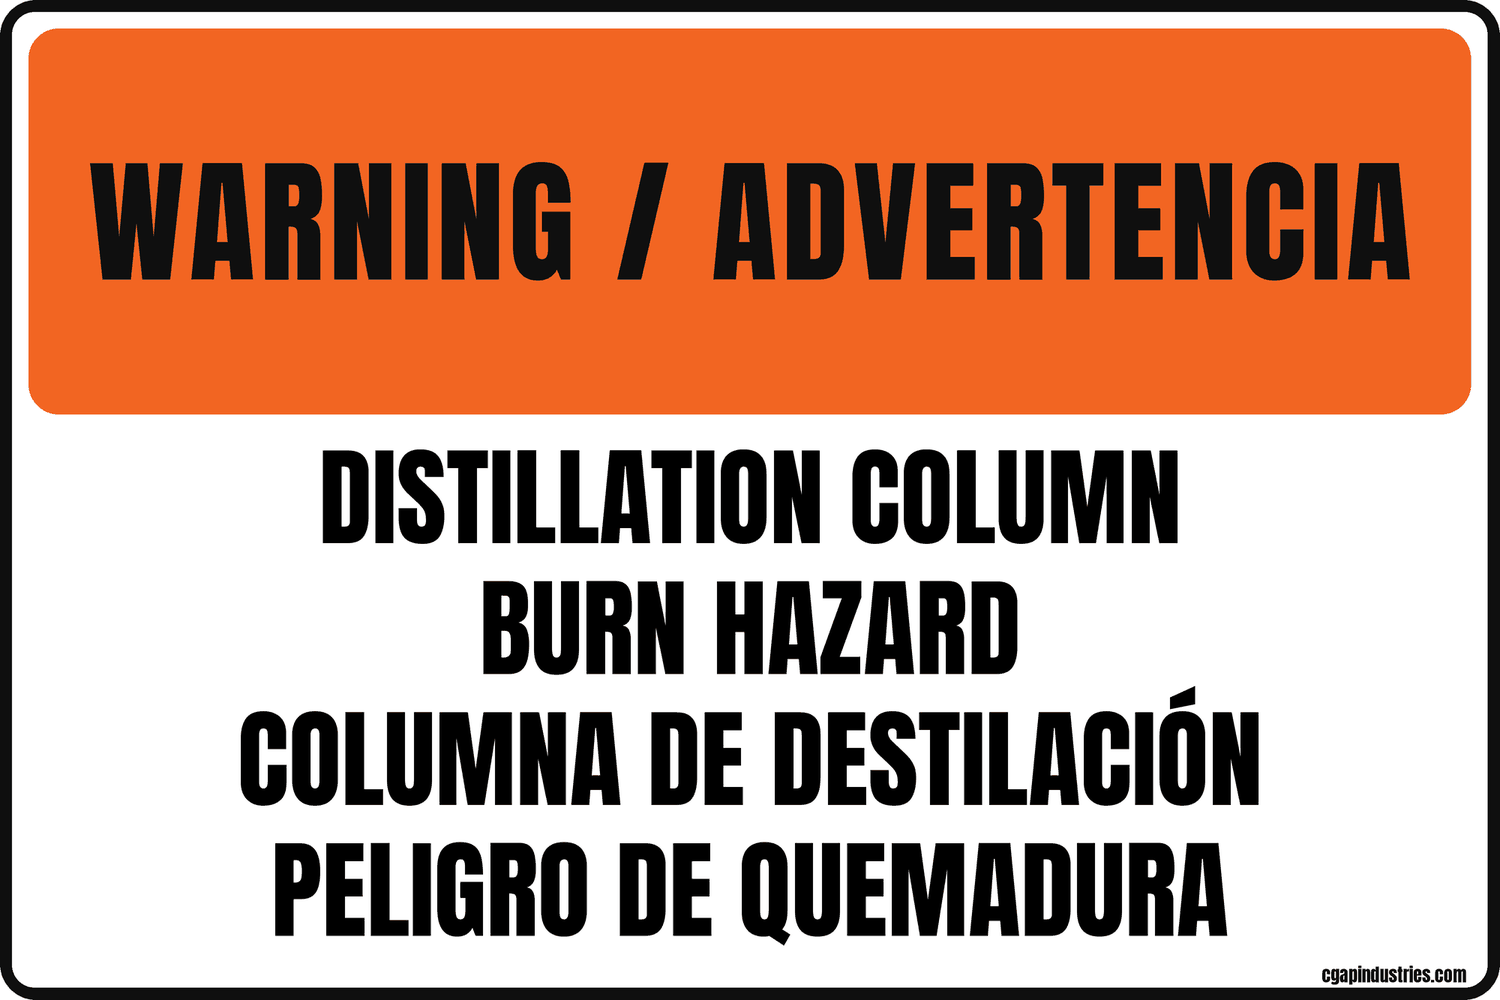 WARNING / ADVERTENCIA
DISTILLATION COLUMN
BURN HAZARD
COLUMNA DE DESTILACIÓN
PELIGRO DE QUEMADURA
cgapindustries.com